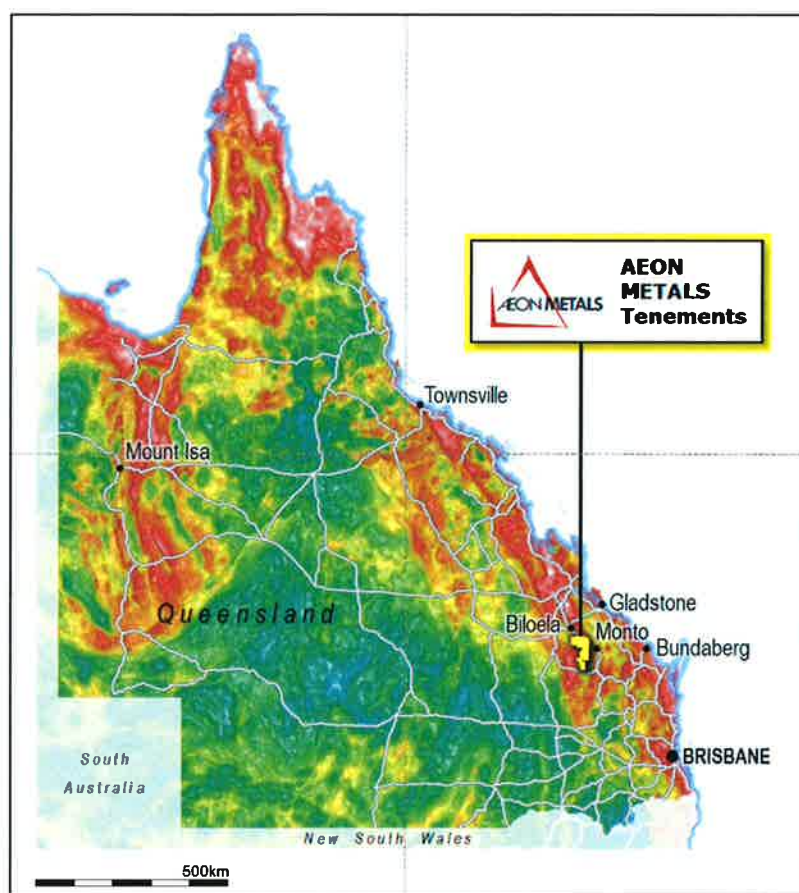 AEON METALS
AEON
METALS
Tenements
Townsville
Mount Isa
Queensland
Gladstone
Biloela
Monto
Bundaberg
BRISBANE
South
Australia
New South Wales
500km